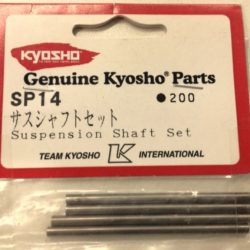 KYOSHO
Genuine Kyosho® Parts
SP14 ●200
サスシャフトセット
Suspension Shaft Set
TEAM KYOSHO K INTERNATIONAL